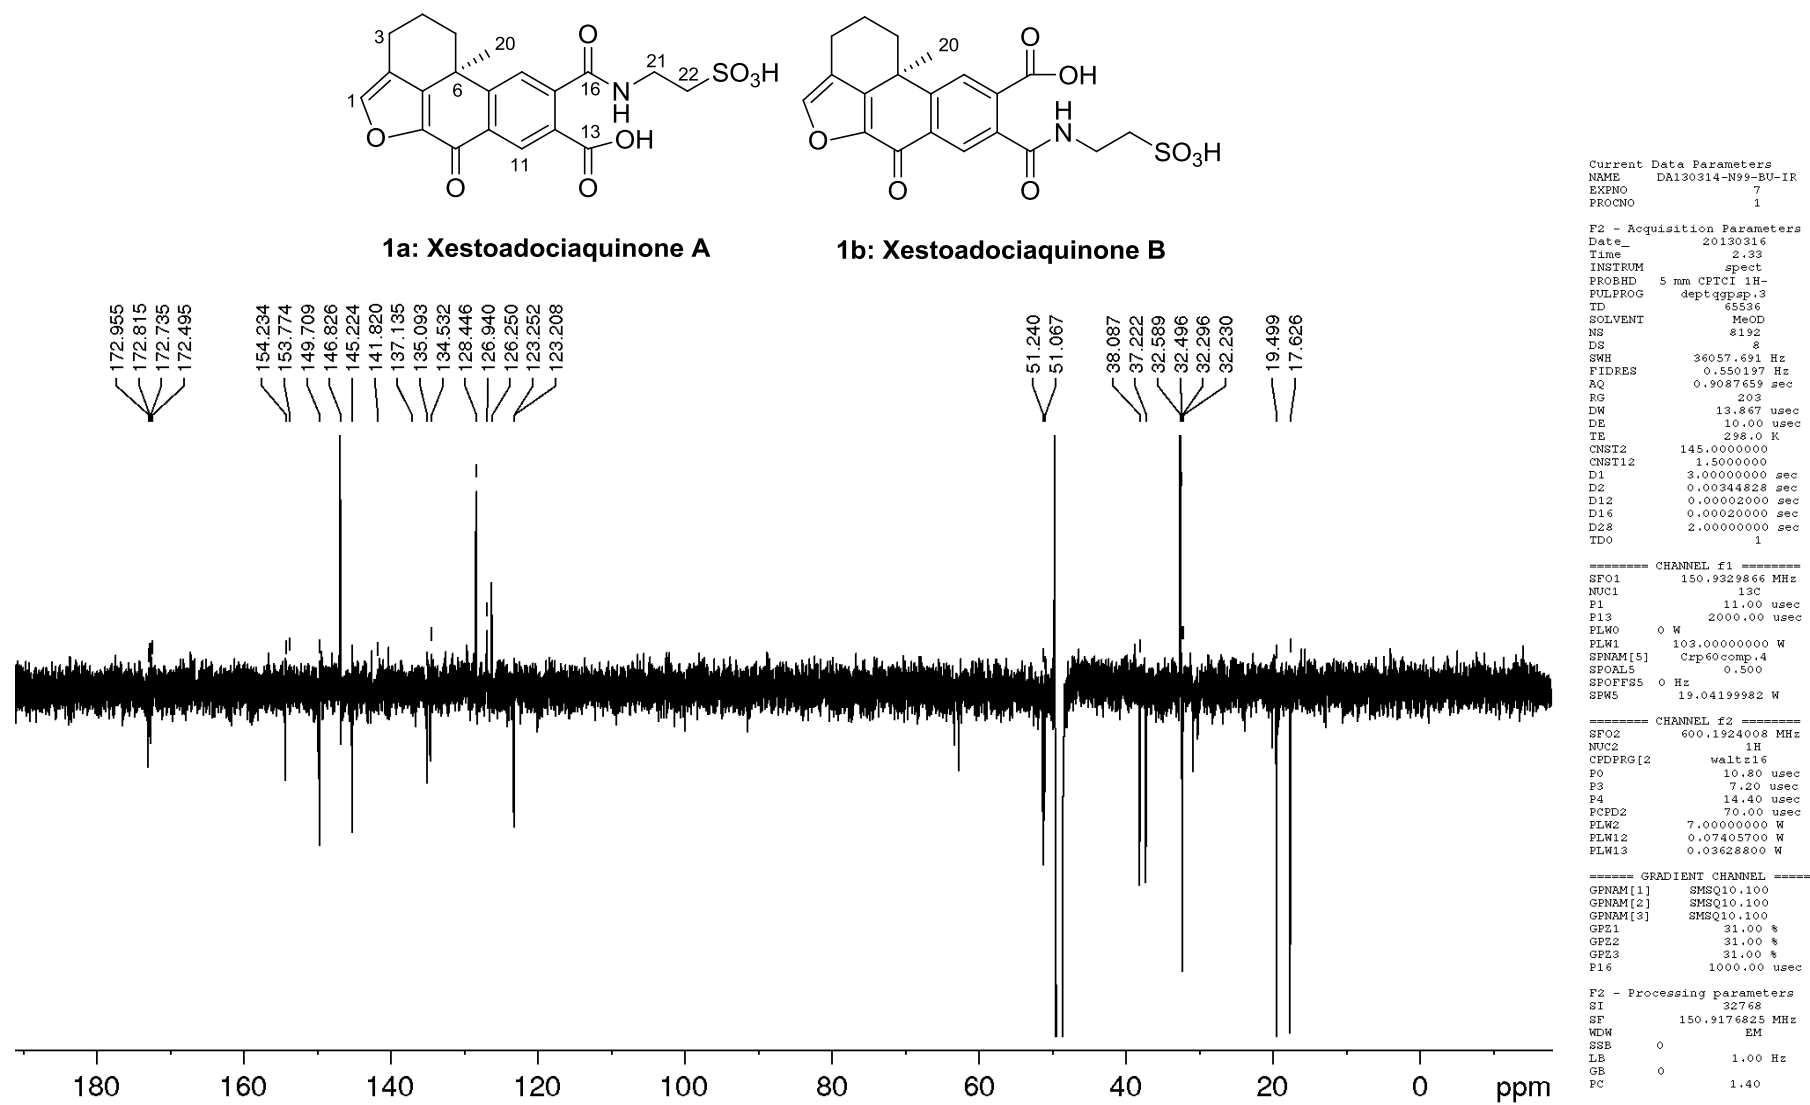 O
3
20
21
22
SO3H
6
16
N
H
1
O
13
OH
11
O
O
20
O
OH
H
N
O
O
O
SO3H
1a: Xestoadociaquinone A
1b: Xestoadociaquinone B
172.955
172.815
172.735
172.495
154.234
153.774
149.709
146.826
145.224
141.820
137.135
135.093
134.532
128.446
126.940
126.250
123.252
123.208
51.240
51.067
38.087
37.222
32.589
32.496
32.296
32.230
19.499
17.626
180 160 140 120 100 80 60 40 20 0 ppm
Current Data Parameters
NAME DA130314-N99-BU-IR
EXPNO 7
PROCNO 1
F2 - Acquisition Parameters
Date_ 20130316
Time 2.33
INSTRUM spect
PROBHD 5 mm CPTCI 1H-
PULPROG deptqgpsp.3
TD 65536
SOLVENT MeOD
NS 8192
DS 8
SWH 36057.691 Hz
FIDRES 0.550197 Hz
AQ 0.9087659 sec
RG 203
DW 13.867 usec
DE 10.00 usec
TE 298.0 K
CNST2 145.0000000
CNST12 1.5000000
D1 3.00000000 sec
D2 0.00344828 sec
D12 0.00002000 sec
D16 0.00020000 sec
D28 2.00000000 sec
TD0 1
======== CHANNEL f1 ========
SFO1 150.9329866 MHz
NUC1 13C
P1 11.00 usec
P13 2000.00 usec
PLW0 0 W
PLW1 103.00000000 W
SPNAM[5] Crp60comp.4
SPOAL5 0.500
SPOFFS5 0 Hz
SPW5 19.04199982 W
======== CHANNEL f2 ========
SFO2 600.1924008 MHz
NUC2 1H
CPDPRG[2 waltz16
P0 10.80 usec
P3 7.20 usec
P4 14.40 usec
PCPD2 70.00 usec
PLW2 7.00000000 W
PLW12 0.07405700 W
PLW13 0.03628800 W
====== GRADIENT CHANNEL =====
GPNAM[1] SMSQ10.100
GPNAM[2] SMSQ10.100
GPNAM[3] SMSQ10.100
GPZ1 31.00 %
GPZ2 31.00 %
GPZ3 31.00 %
P16 1000.00 usec
F2 - Processing parameters
SI 32768
SF 150.9176825 MHz
WDW EM
SSB 0
LB 1.00 Hz
GB 0
PC 1.40